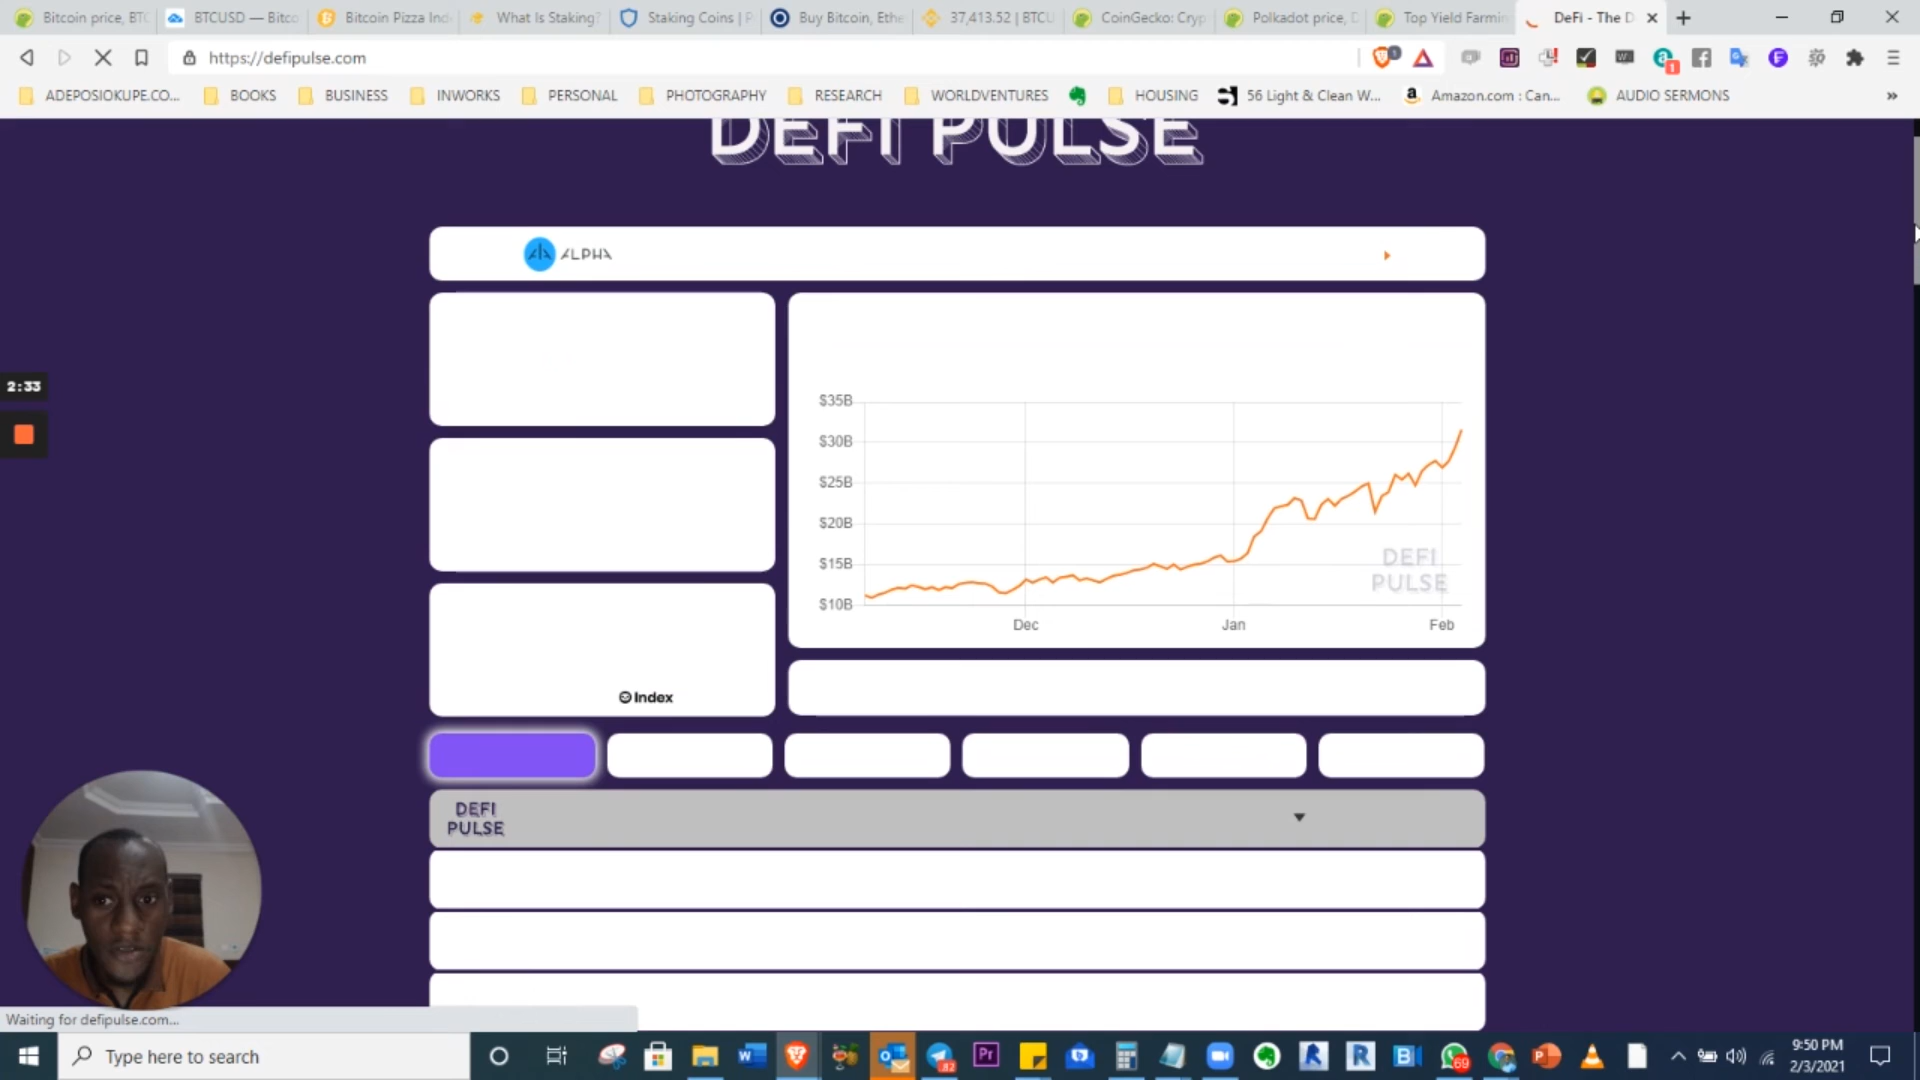 Bitcoin price, BTC
BTCUSD — Bitco
Bitcoin Pizza Ind
What Is Staking?
Staking Coins | P
Buy Bitcoin, Ethe
37,413.52 | BTCU
CoinGecko: Cryp
Polkadot price, D
Top Yield Farmin
DeFi - The D
https://defipulse.com
ADEPOSIOKUPE.CO...
BOOKS
BUSINESS
INWORKS
PERSONAL
PHOTOGRAPHY
RESEARCH
WORLDVENTURES
HOUSING
56 Light & Clean W...
Amazon.com : Can...
AUDIO SERMONS
DEFI PULSE
ALPHA
2:33
$35B
$30B
$25B
$20B
$15B
$10B
DEFI
PULSE
Dec
Jan
Feb
Index
DEFI
PULSE
Waiting for defipulse.com...
Type here to search
9:50 PM
2/3/2021